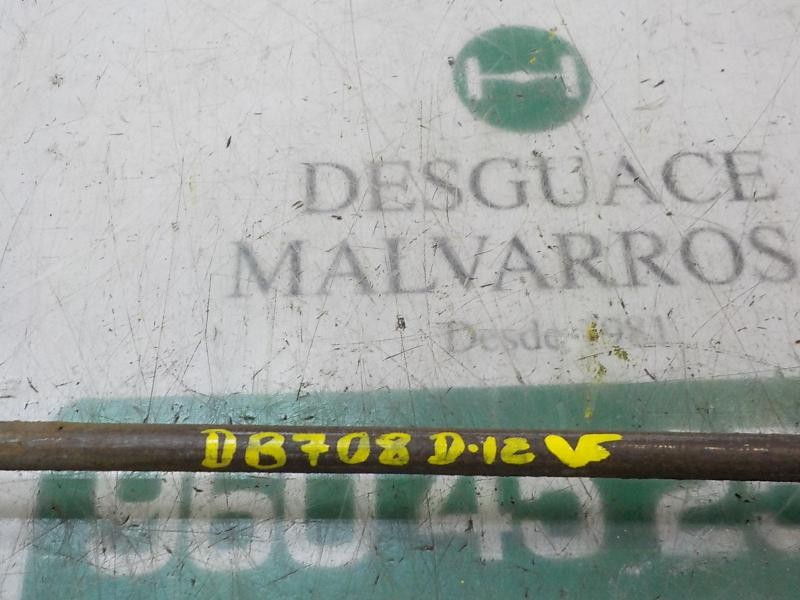 DESGUACE
MALVARROS
Desde 1981
DB708 D-12